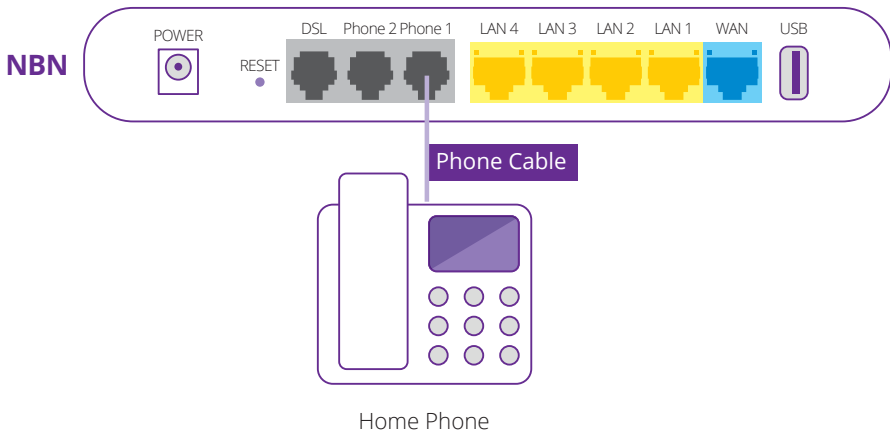 NBN
POWER
RESET
DSL Phone 2 Phone 1 LAN 4 LAN 3 LAN 2 LAN 1 WAN USB
Phone Cable
Home Phone